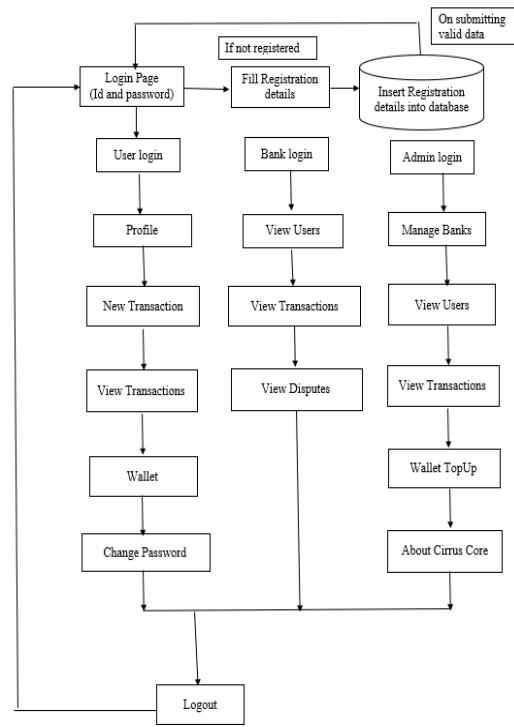 On submitting
valid data
If not registered
Login Page
(Id and password)
Fill Registration
details
Insert Registration
details into database
User login
Bank login
Admin login
Profile
View Users
Manage Banks
New Transaction
View Transactions
View Users
View Transactions
View Disputes
View Transactions
Wallet
Wallet TopUp
Change Password
About Cirrus Core
Logout